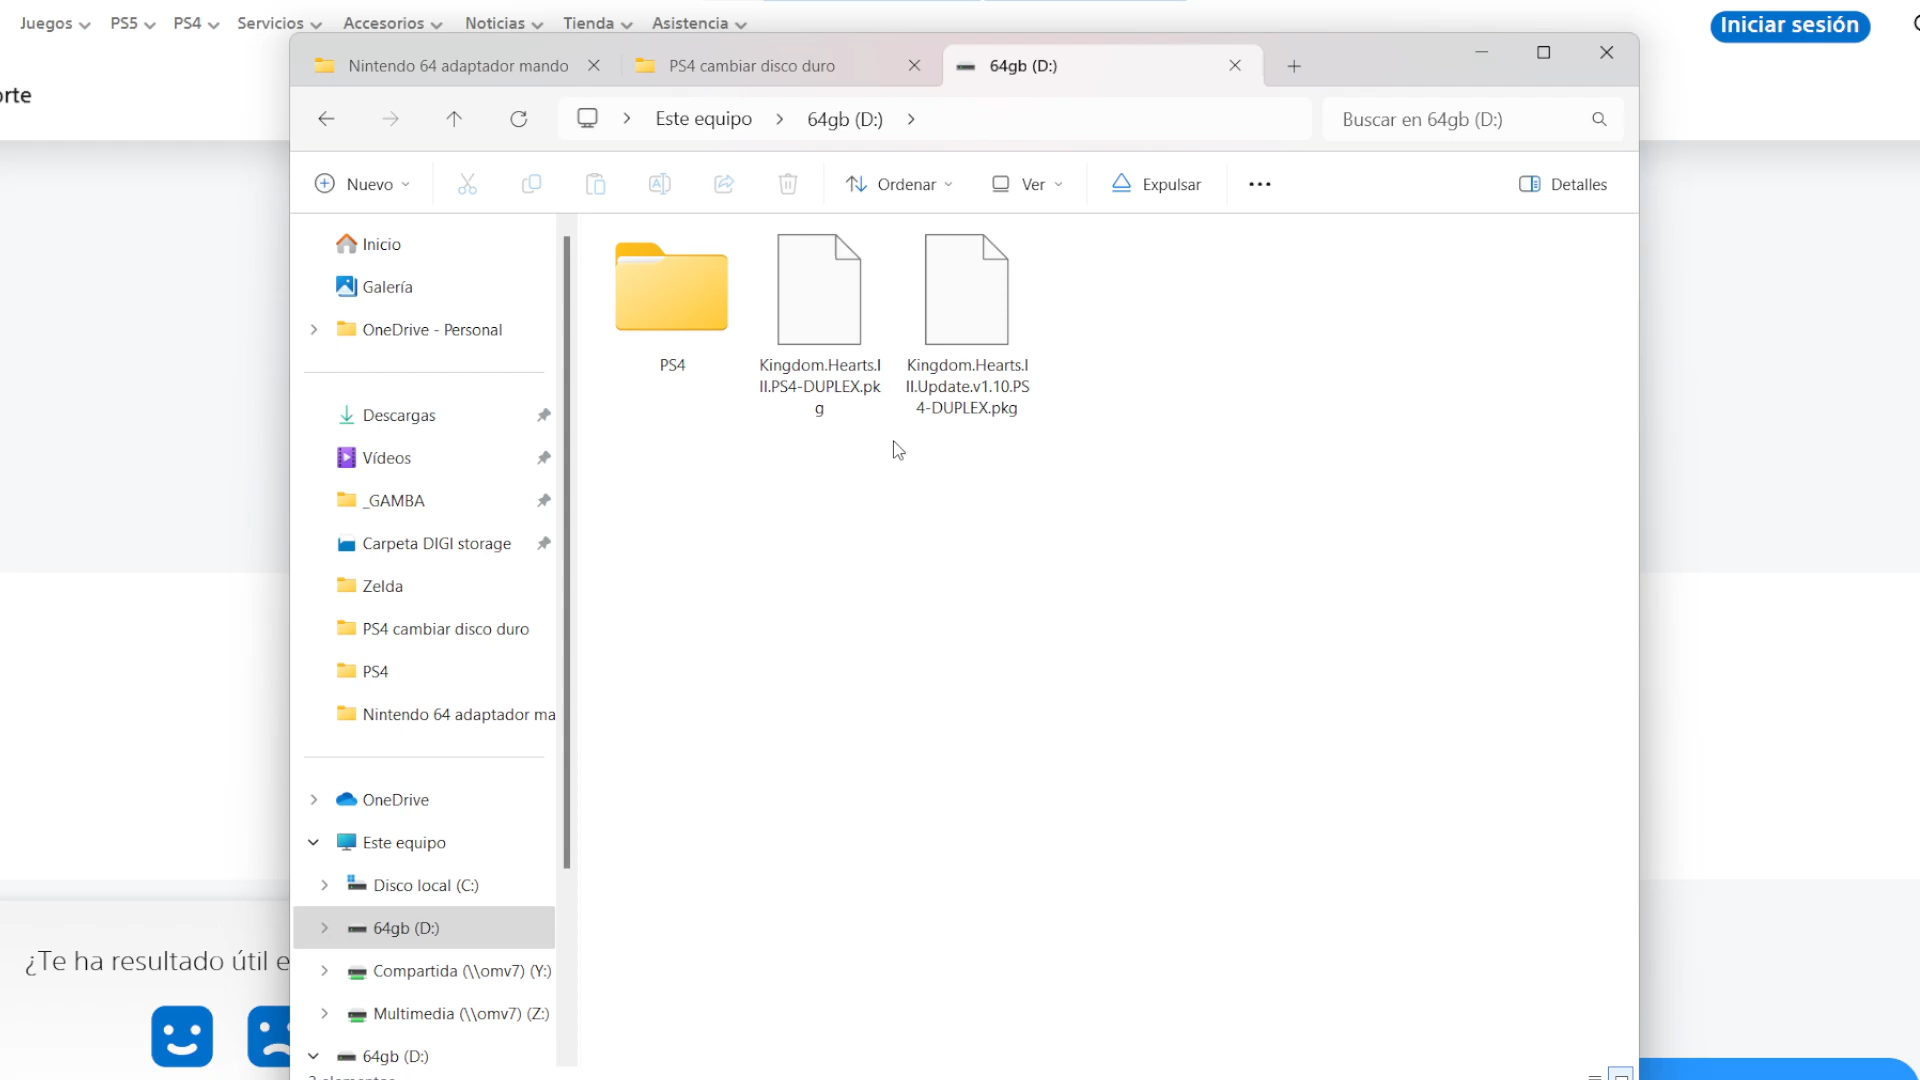 Juegos PS5 PS4 Servicios Accesorios Noticias Tienda Asistencia
Iniciar sesión
orte
Nintendo 64 adaptador mando
PS4 cambiar disco duro
64gb (D:)
Este equipo > 64gb (D:) >
Buscar en 64gb (D:)
Nuevo
Ordenar
Ver
Expulsar
Detalles
Inicio
Galería
OneDrive - Personal
Descargas
Vídeos
_GAMBA
Carpeta DIGI storage
Zelda
PS4 cambiar disco duro
PS4
Nintendo 64 adaptador ma
OneDrive
Este equipo
Disco local (C:)
64gb (D:)
Compartida (\\omv7) (Y:)
Multimedia (\\omv7) (Z:)
64gb (D:)
PS4
Kingdom.Hearts.I
II.PS4-DUPLEX.pk
g
Kingdom.Hearts.I
II.Update.v1.10.PS
4-DUPLEX.pkg
¿Te ha resultado útil e